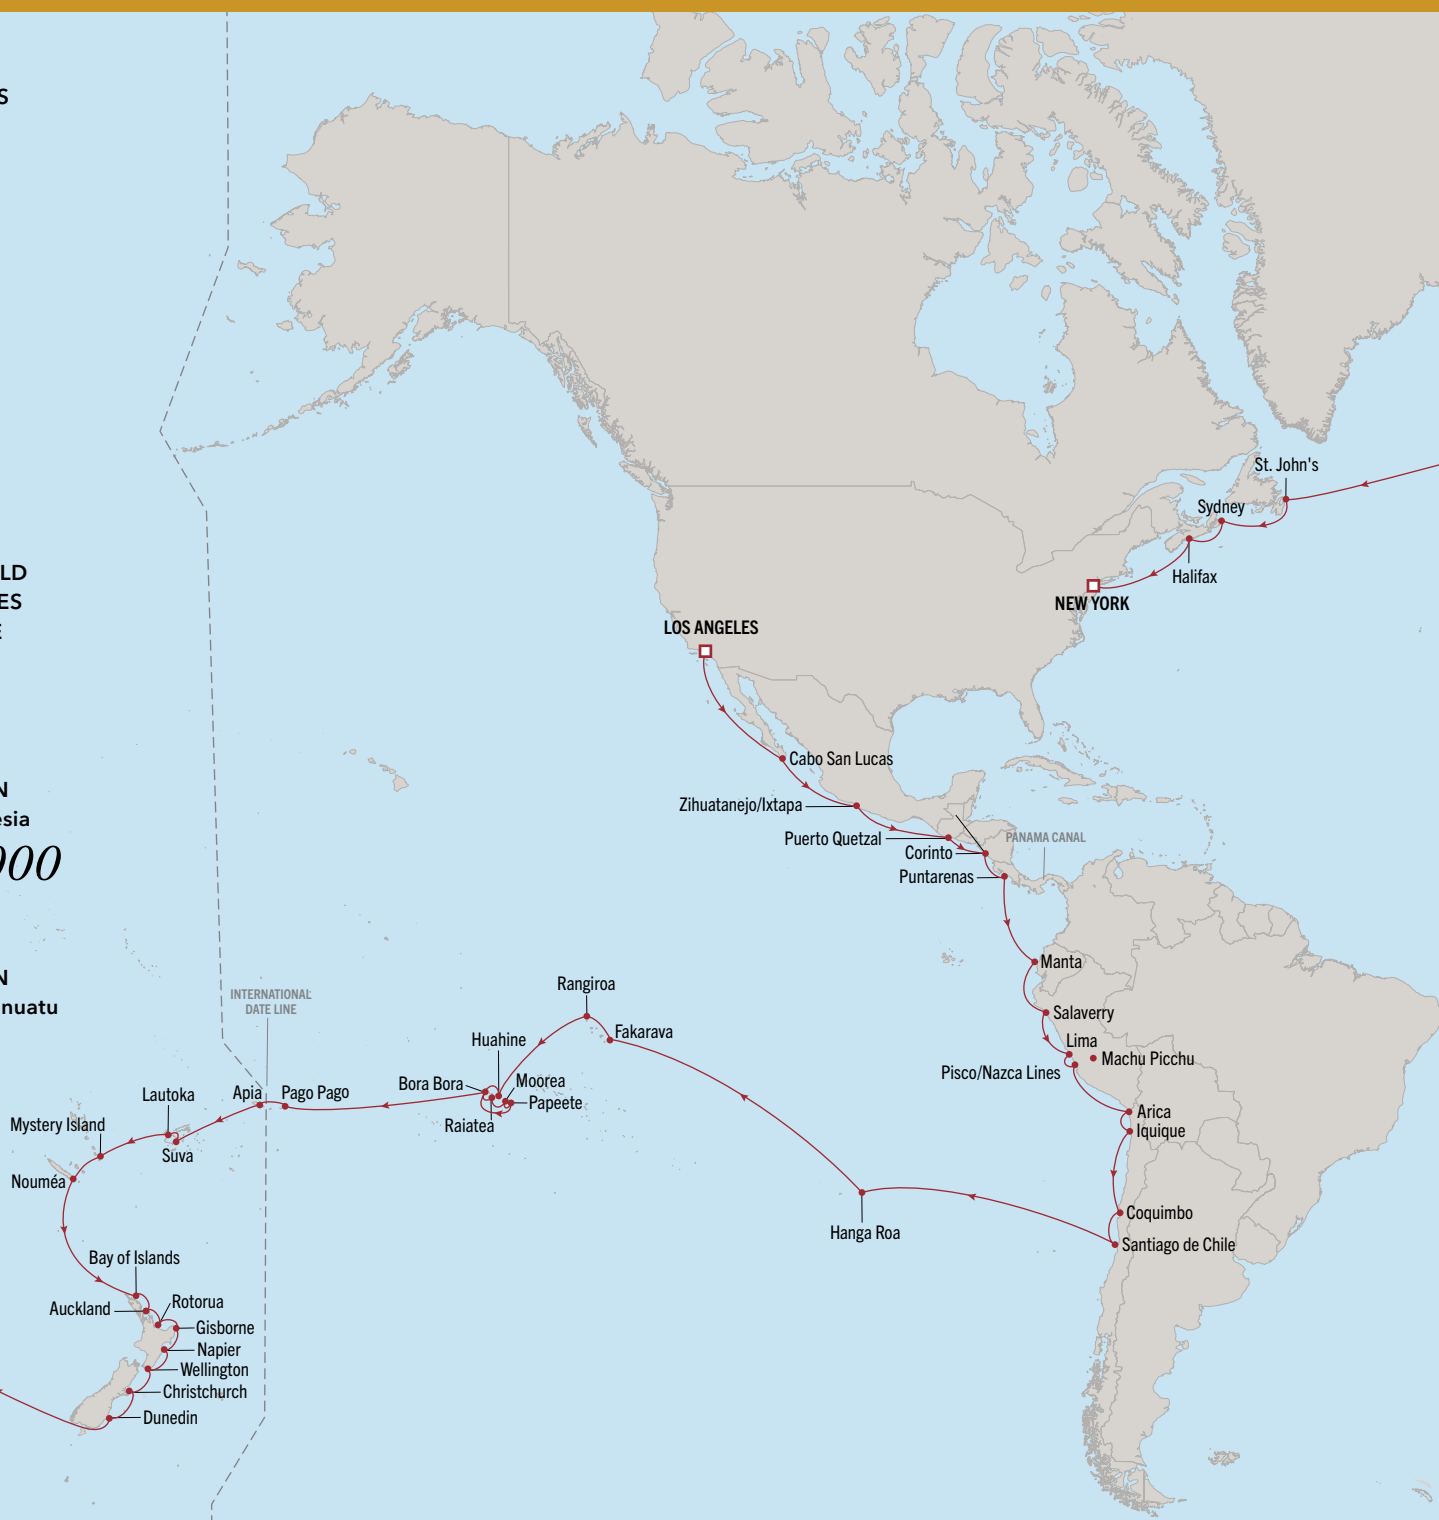 S
LD
ES
E
N
esia
000
N
nuatu
St. John's
Sydney
Halifax
NEW YORK
LOS ANGELES
Cabo San Lucas
Zihuatanejo/Ixtapa
Puerto Quetzal
Corinto
PANAMA CANAL
Puntarenas
Manta
Salaverry
Lima
Machu Picchu
Pisco/Nazca Lines
Arica
Iquique
Coquimbo
Santiago de Chile
Hanga Roa
Rangiroa
Fakarava
Huahine
Bora Bora
Moorea
Papeete
Raiatea
INTERNATIONAL
DATE LINE
Pago Pago
Apia
Lautoka
Suva
Mystery Island
Nouméa
Bay of Islands
Auckland
Rotorua
Gisborne
Napier
Wellington
Christchurch
Dunedin